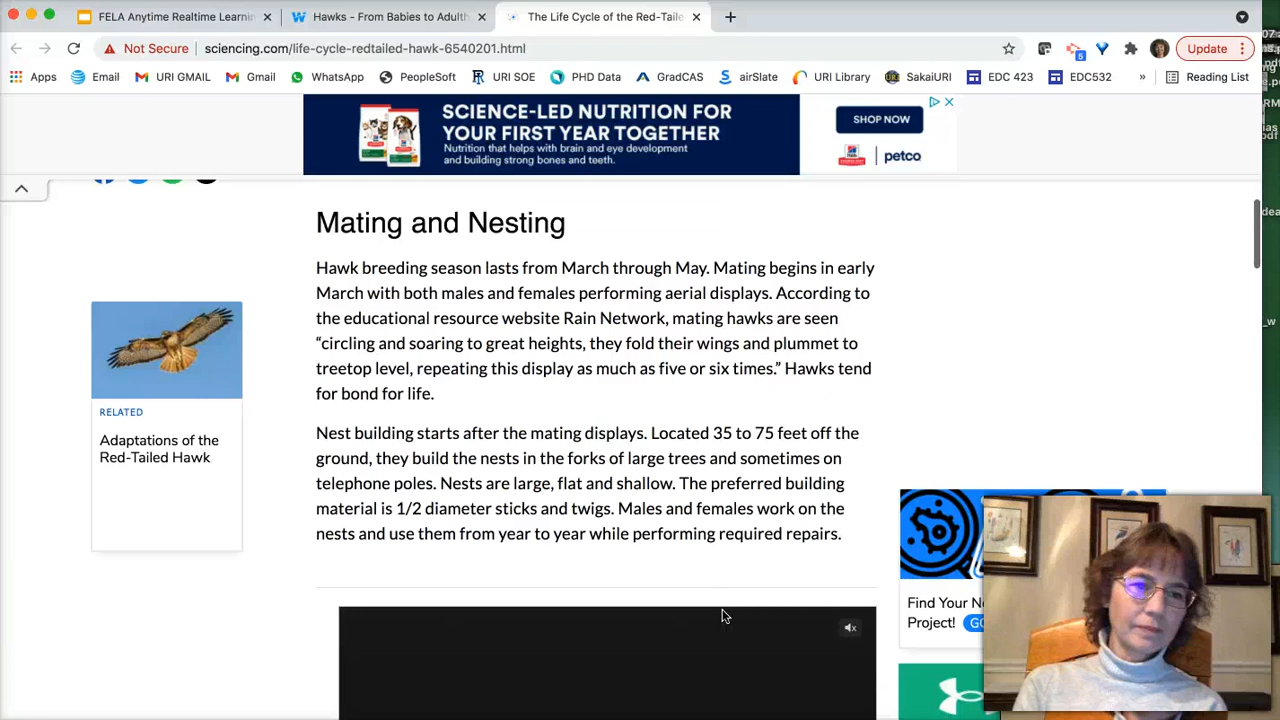 FELA Anytime Realtime Learnin
Hawks - From Babies to Adulth
The Life Cycle of the Red-Taile
Not Secure
sciencing.com/life-cycle-redtailed-hawk-6540201.html
5
Update
Apps
Email
URI GMAIL
Gmail
WhatsApp
PeopleSoft
URI SOE
PHD Data
GradCAS
airSlate
URI Library
SakaiURI
EDC 423
EDC532
»
Reading List
SCIENCE-LED NUTRITION FOR
YOUR FIRST YEAR TOGETHER
Nutrition that helps with brain and eye development
and building strong bones and teeth.
SHOP NOW
Hill's
petco
Mating and Nesting
Hawk breeding season lasts from March through May. Mating begins in early
March with both males and females performing aerial displays. According to
the educational resource website Rain Network, mating hawks are seen
“circling and soaring to great heights, they fold their wings and plummet to
treetop level, repeating this display as much as five or six times.” Hawks tend
for bond for life.
Nest building starts after the mating displays. Located 35 to 75 feet off the
ground, they build the nests in the forks of large trees and sometimes on
telephone poles. Nests are large, flat and shallow. The preferred building
material is 1/2 diameter sticks and twigs. Males and females work on the
nests and use them from year to year while performing required repairs.
RELATED
Adaptations of the
Red-Tailed Hawk
Find Your Ne
Project! GO